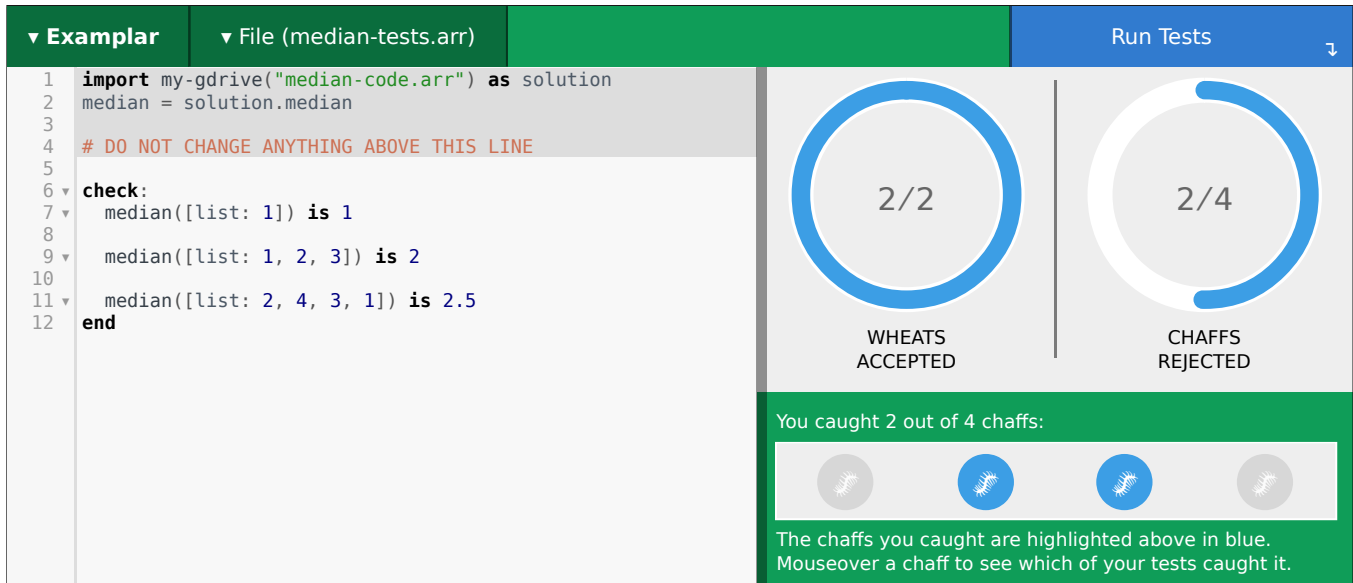 ▾ Examplar
▾ File (median-tests.arr)
Run Tests
1 import my-gdrive("median-code.arr") as solution
2 median = solution.median
3
4 # DO NOT CHANGE ANYTHING ABOVE THIS LINE
5
6 ▾ check:
7 ▾ median([list: 1]) is 1
8
9 ▾ median([list: 1, 2, 3]) is 2
10
11 ▾ median([list: 2, 4, 3, 1]) is 2.5
12 end
2/2
WHEATS
ACCEPTED
2/4
CHAFFS
REJECTED
You caught 2 out of 4 chaffs:
The chaffs you caught are highlighted above in blue.
Mouseover a chaff to see which of your tests caught it.